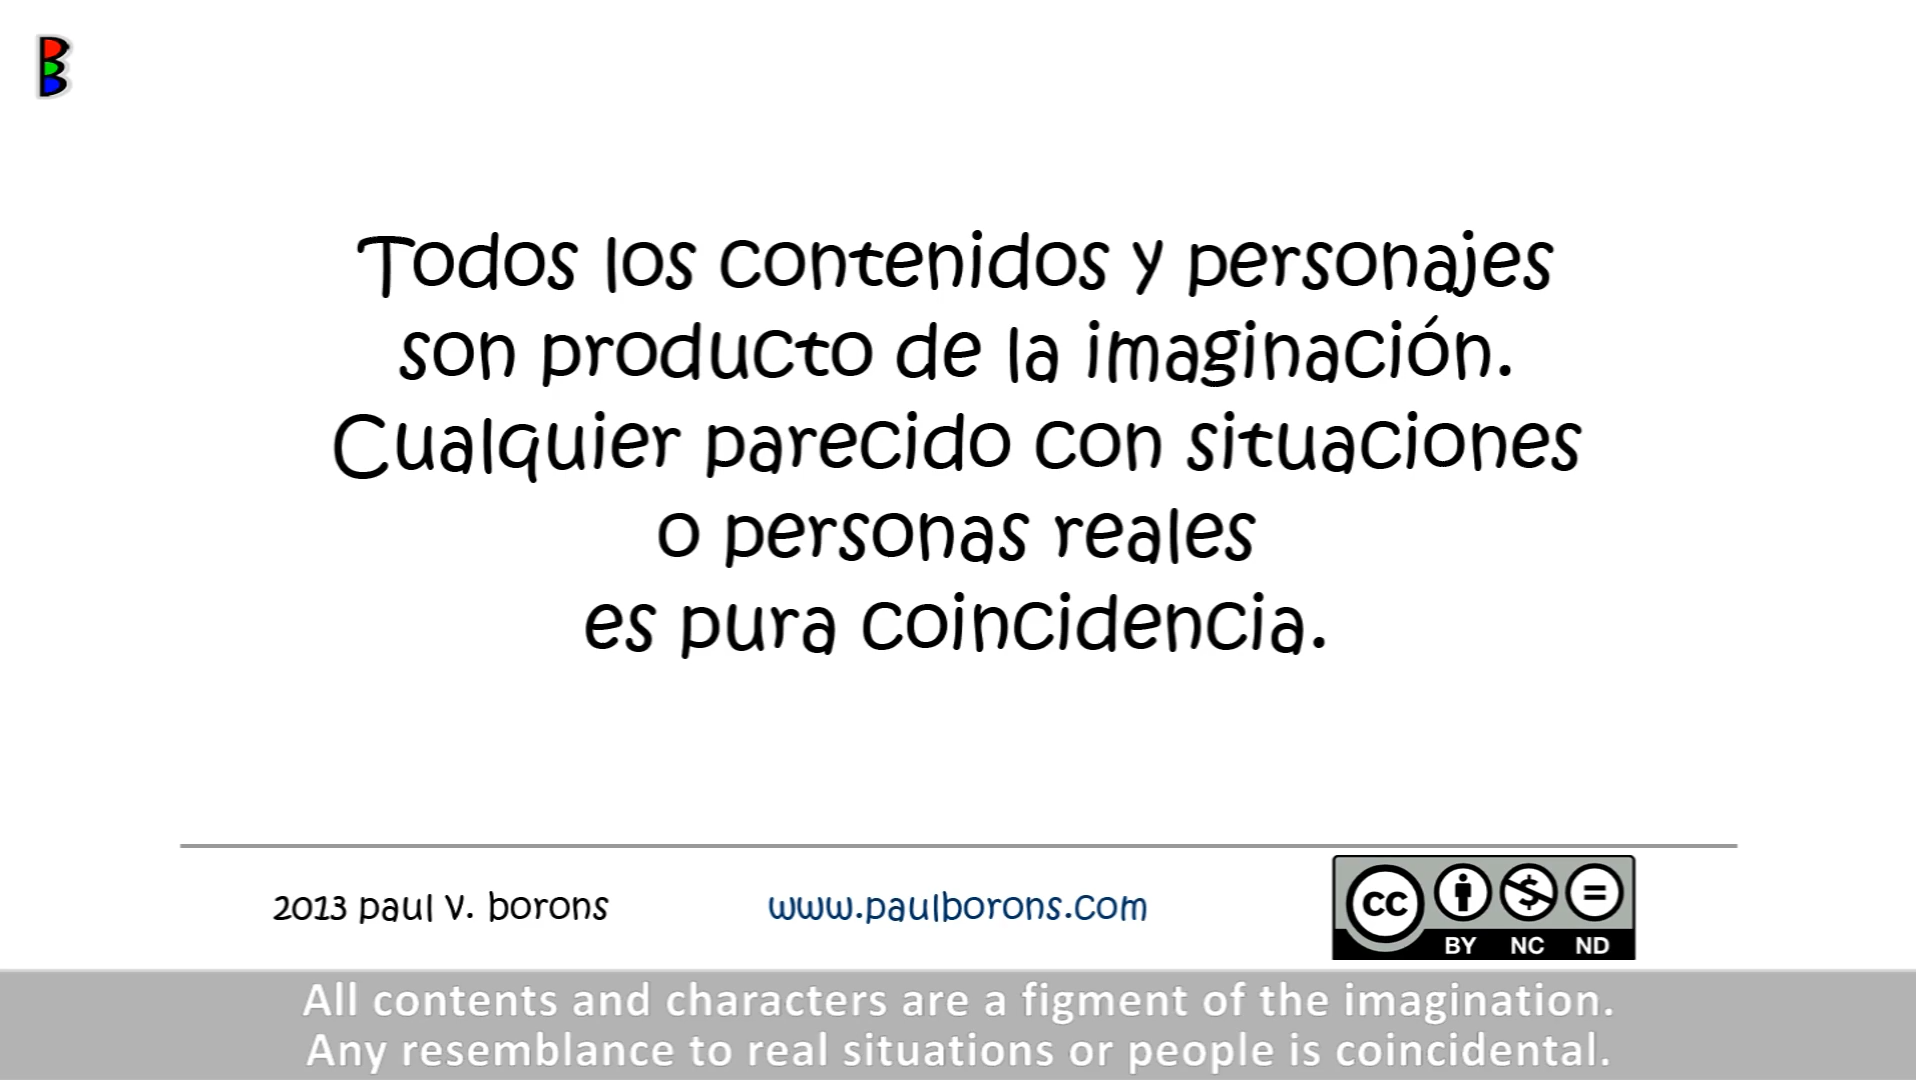 B
Todos los contenidos y personajes
son producto de la imaginación.
Cualquier parecido con situaciones
o personas reales
es pura coincidencia.
2013 paul v. borons
www.paulborons.com
cc $ =
BY NC ND
All contents and characters are a figment of the imagination.
Any resemblance to real situations or people is coincidental.